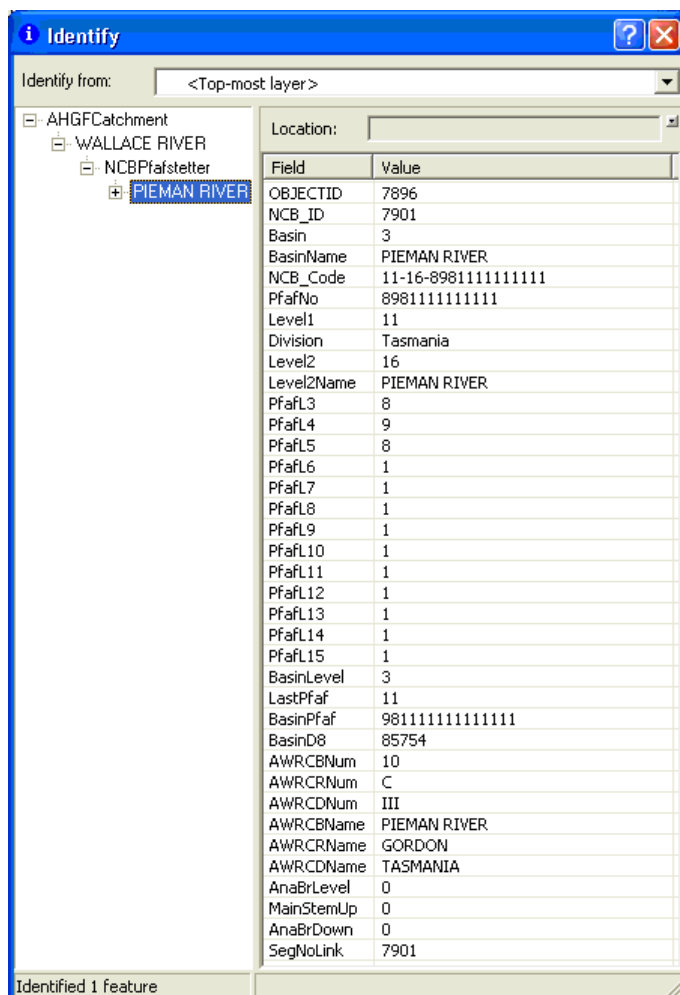 Identify
Identify from: <Top-most layer>
AHGFCatchment
WALLACE RIVER
NCBPfafstetter
PIEMAN RIVER
Location:
Field Value
OBJECTID 7896
NCB_ID 7901
Basin 3
BasinName PIEMAN RIVER
NCB_Code 11-16-8981111111111
PfafNo 8981111111111
Level1 11
Division Tasmania
Level2 16
Level2Name PIEMAN RIVER
PfafL3 8
PfafL4 9
PfafL5 8
PfafL6 1
PfafL7 1
PfafL8 1
PfafL9 1
PfafL10 1
PfafL11 1
PfafL12 1
PfafL13 1
PfafL14 1
PfafL15 1
BasinLevel 3
LastPfaf 11
BasinPfaf 981111111111111
BasinD8 85754
AWRCBNum 10
AWRCRNum C
AWRCDNum III
AWRCBName PIEMAN RIVER
AWRCRName GORDON
AWRCDName TASMANIA
AnaBrLevel 0
MainStemUp 0
AnaBrDown 0
SegNoLink 7901
Identified 1 feature